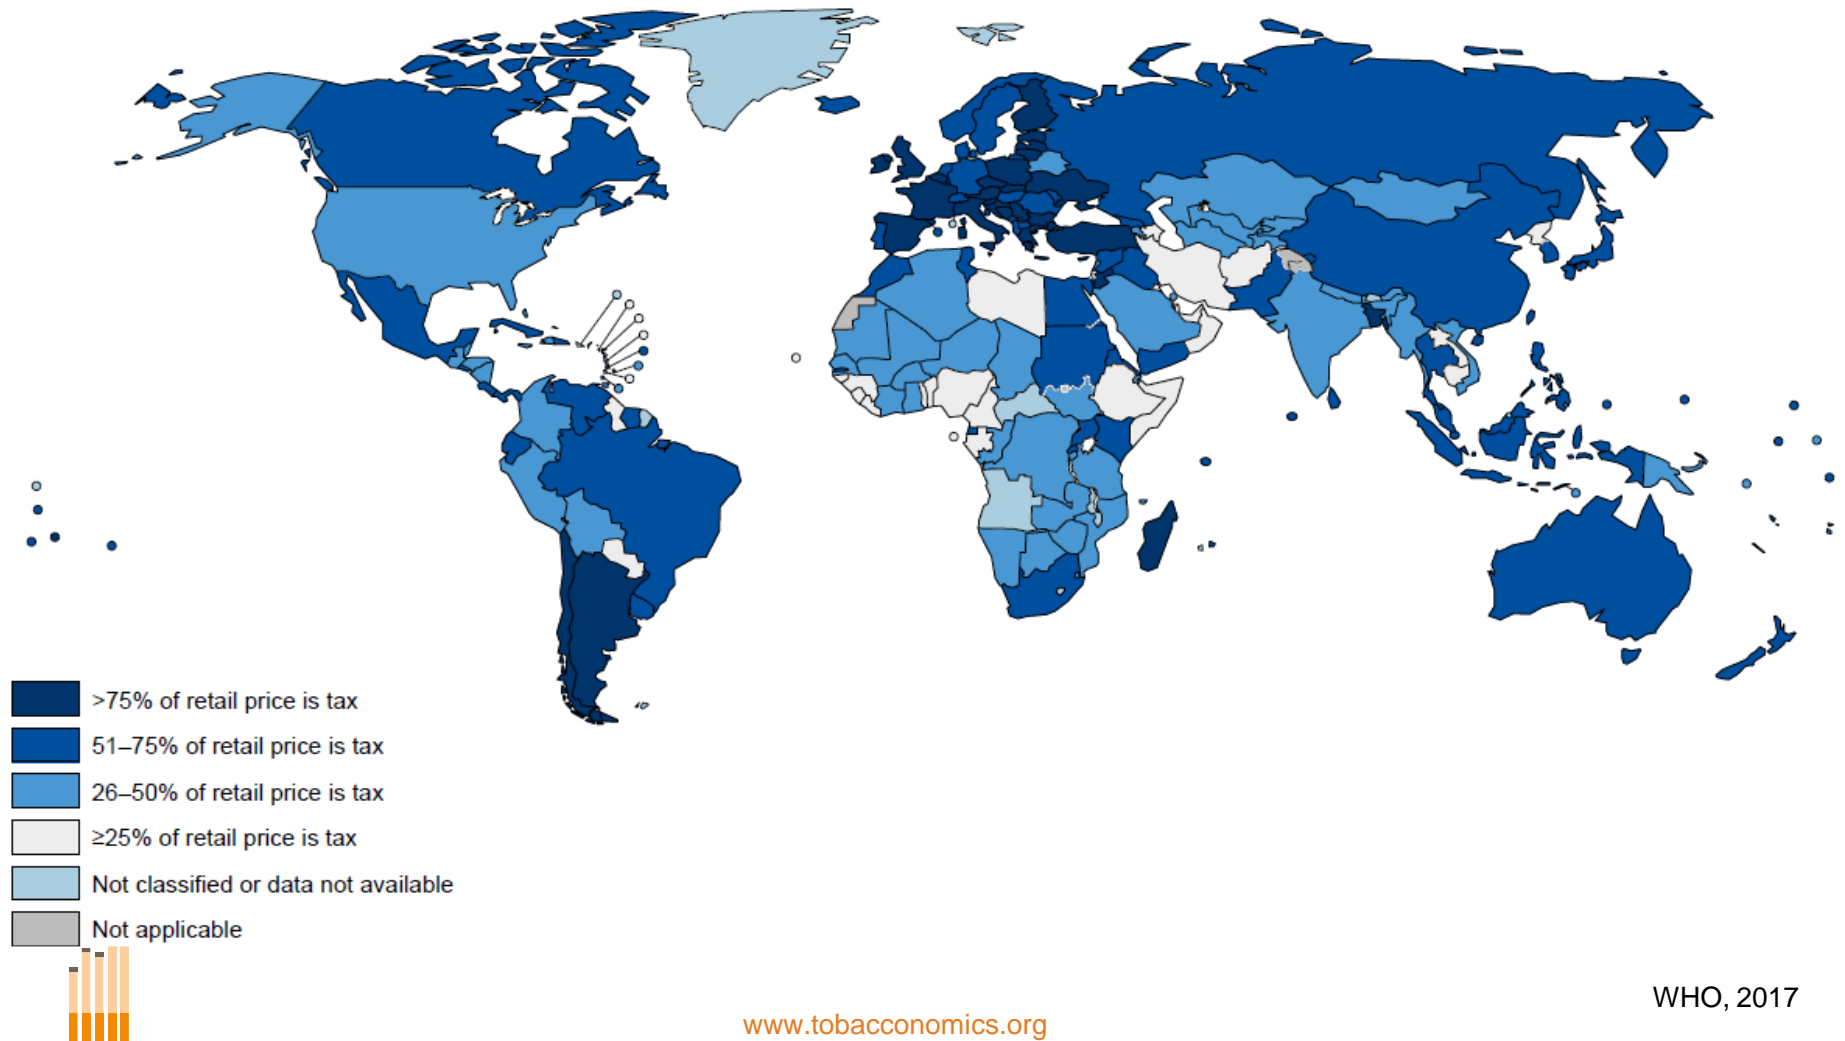 >75% of retail price is tax
51–75% of retail price is tax
26–50% of retail price is tax
≥25% of retail price is tax
Not classified or data not available
Not applicable
WHO, 2017
www.tobacconomics.org